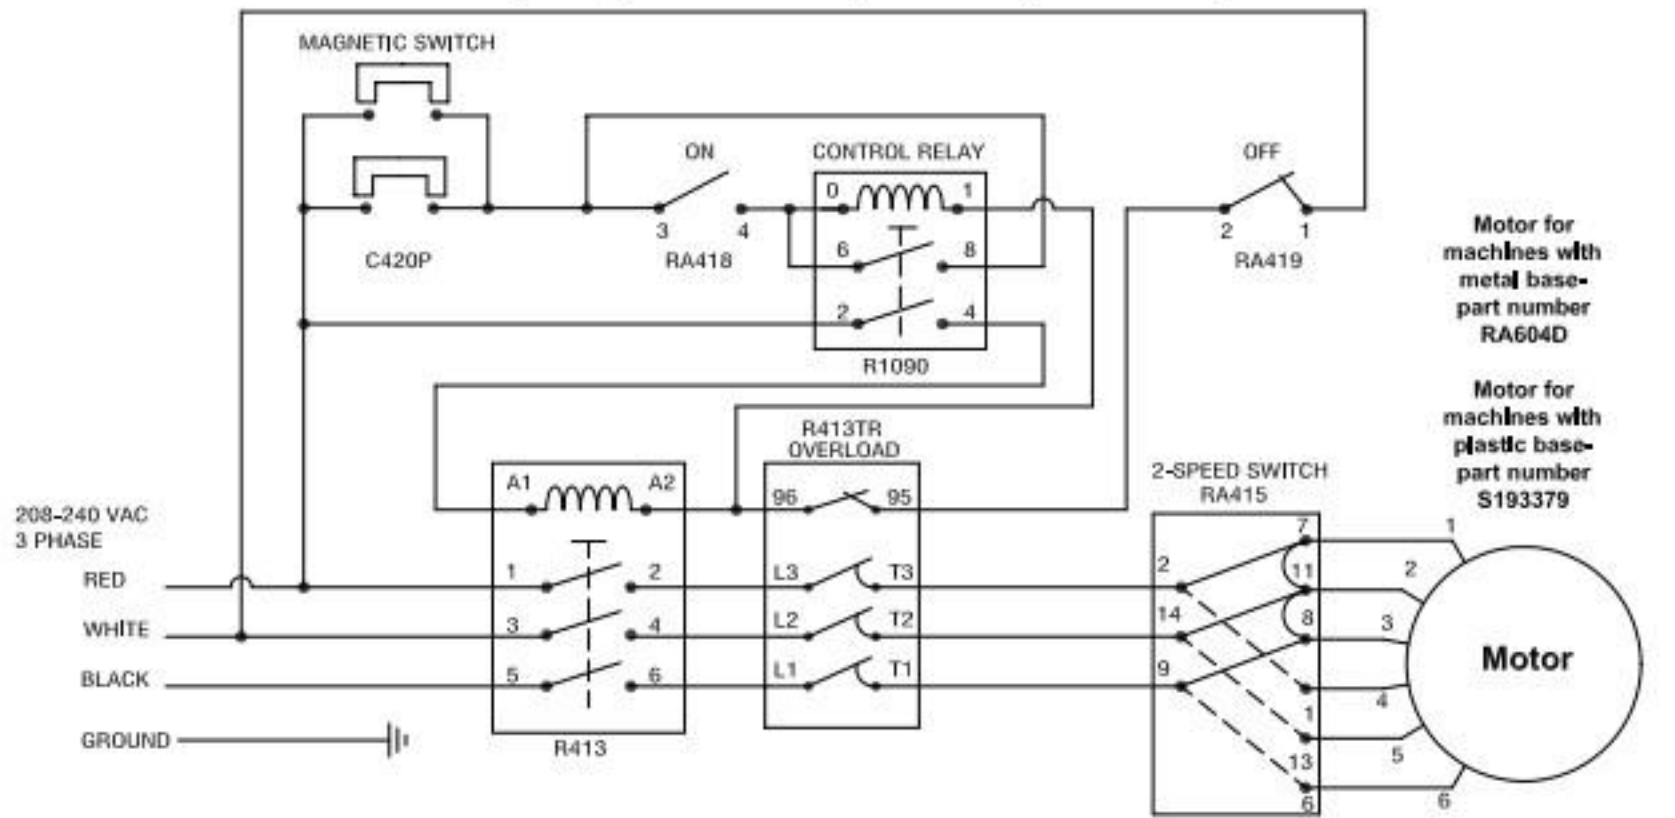 MAGNETIC SWITCH
C420P
ON
3 4
RA418
CONTROL RELAY
0 1
6 8
2 4
R1090
OFF
2 1
RA419
Motor for
machines with
metal base-
part number
RA604D
Motor for
machines with
plastic base-
part number
S193379
208-240 VAC
3 PHASE
RED
WHITE
BLACK
GROUND
A1 A2
1 2
3 4
5 6
R413
R413TR
OVERLOAD
96 95
L3 T3
L2 T2
L1 T1
2-SPEED SWITCH
RA415
2 7
14 11
9 8
1
13
6
1
2
3
4
5
6
Motor